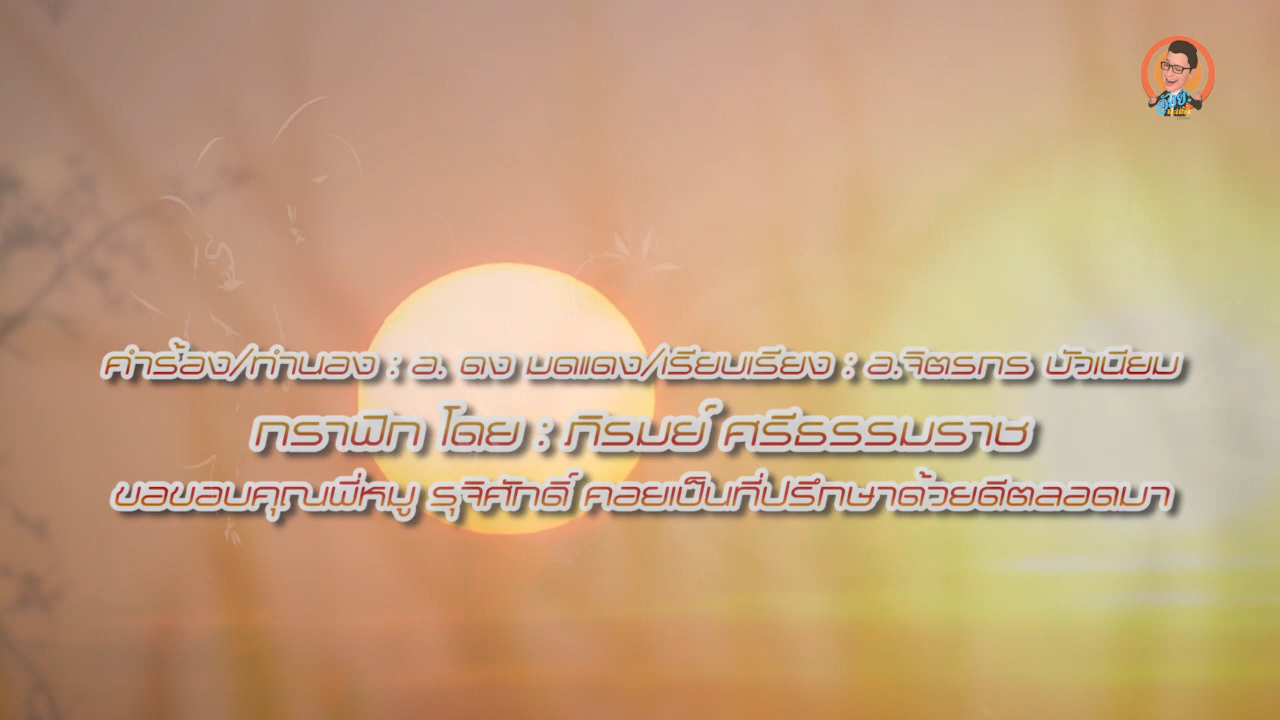 คำร้อง/ทำนอง : อ. ดง มดแดง/เรียบเรียง : อ.จิตรกร บัวเนียม
กราฟิก โดย : ภิรมย์ ศรีธรรมราช
ขอขอบคุณพี่หมู รุจิศักดิ์ คอยเป็นที่ปรึกษาด้วยดีตลอดมา